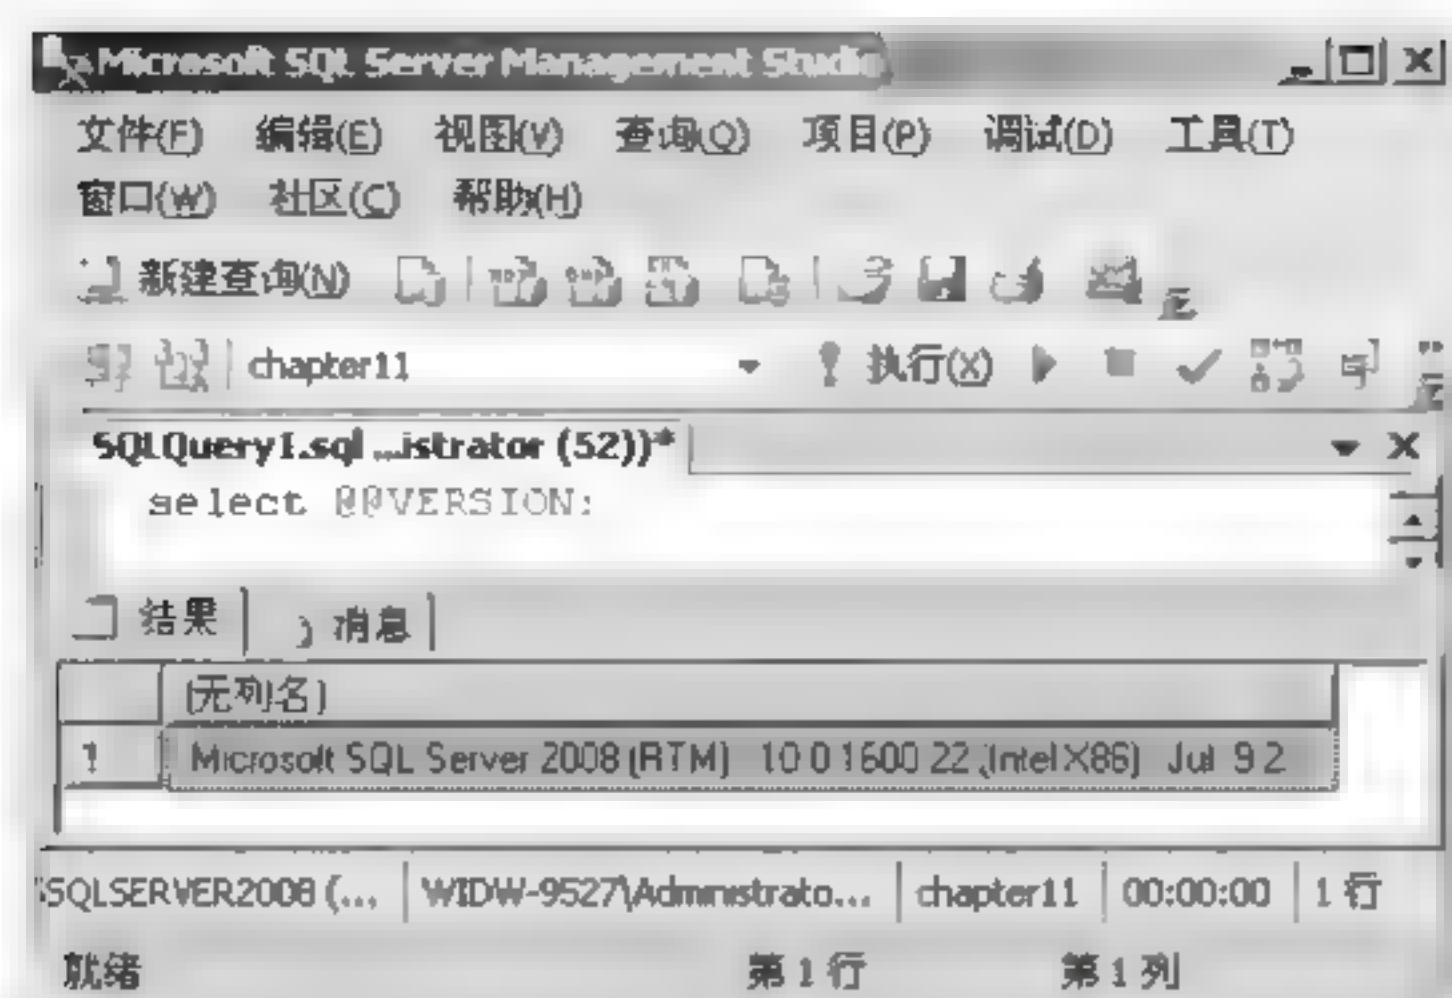 Microsoft SQL Server Management Studio
文件(F) 编辑(E) 视图(V) 查询(Q) 项目(P) 调试(D) 工具(T)
窗口(W) 社区(C) 帮助(H)
新建查询(N)
chapter11 执行(X)
SQLQuery1.sql ...istrator (52))*
select @@VERSION;
结果 消息
(无列名)
1 Microsoft SQL Server 2008 (RTM) 10 0 1600 22 (Intel X86) Jul 9 2
SQLSERVER2008 (... WIDW-9527\Administrato... chapter11 00:00:00 1 行
就绪 第 1 行 第 1 列